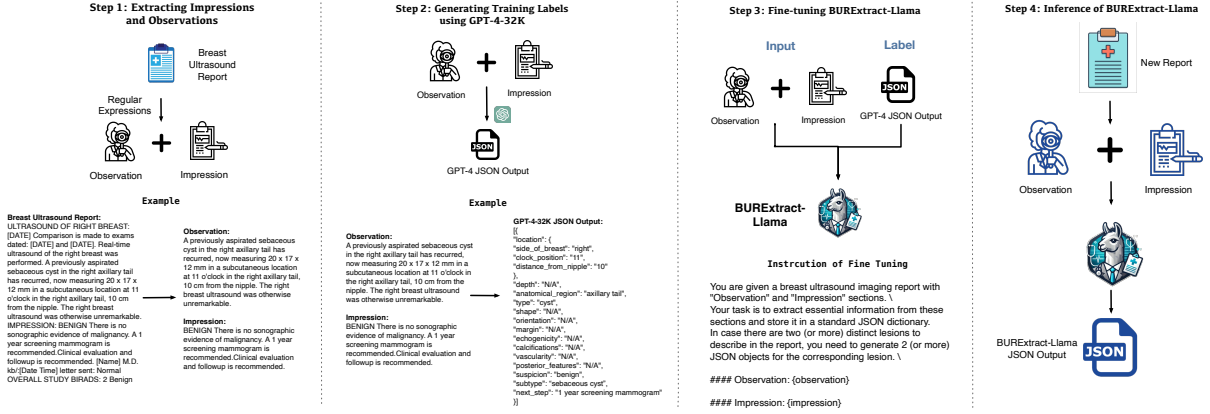 Step 1: Extracting Impressions
and Observations
Breast
Ultrasound
Report
Regular
Expressions
Observation
Impression
Example
Breast Ultrasound Report:
ULTRASOUND OF RIGHT BREAST:
[DATE] Comparison is made to exams
dated: [DATE] and [DATE]. Real-time
ultrasound of the right breast was
performed. A previously aspirated
sebaceous cyst in the right axillary tail
has recurred, now measuring 20 x 17 x
12 mm in a subcutaneous location at 11
o'clock in the right axillary tail, 10 cm
from the nipple. The right breast
ultrasound was otherwise unremarkable.
IMPRESSION: BENIGN There is no
sonographic evidence of malignancy. A 1
year screening mammogram is
recommended.Clinical evaluation and
followup is recommended. [Name] M.D.
kb/:[Date Time] letter sent: Normal
OVERALL STUDY BIRADS: 2 Benign
Observation:
A previously aspirated sebaceous
cyst in the right axillary tail has
recurred, now measuring 20 x 17 x
12 mm in a subcutaneous location
at 11 o'clock in the right axillary tail,
10 cm from the nipple. The right
breast ultrasound was otherwise
unremarkable.
Impression:
BENIGN There is no sonographic
evidence of malignancy. A 1 year
screening mammogram is
recommended.Clinical evaluation
and followup is recommended.
Step 2: Generating Training Labels
using GPT-4-32K
Observation
Impression
JSON
GPT-4 JSON Output
Example
Observation:
A previously aspirated sebaceous cyst
in the right axillary tail has recurred,
now measuring 20 x 17 x 12 mm in a
subcutaneous location at 11 o'clock in
the right axillary tail, 10 cm from the
nipple. The right breast ultrasound
was otherwise unremarkable.
Impression:
BENIGN There is no sonographic
evidence of malignancy. A 1 year
screening mammogram is
recommended.Clinical evaluation and
followup is recommended.
GPT-4-32K JSON Output:
[{
"location": {
"side_of_breast": "right",
"clock_position": "11",
"distance_from_nipple": "10"
},
"depth": "N/A",
"anatomical_region": "axillary tail",
"type": "cyst",
"shape": "N/A",
"orientation": "N/A",
"margin": "N/A",
"echogenicity": "N/A",
"calcifications": "N/A",
"vascularity": "N/A",
"posterior_features": "N/A",
"suspicion": "benign",
"subtype": "sebaceous cyst",
"next_step": "1 year screening mammogram"
}]
Step 3: Fine-tuning BURExtract-Llama
Input
Label
JSON
Observation
Impression
GPT-4 JSON Output
BURExtract-
Llama
Instrcution of Fine Tuning
You are given a breast ultrasound imaging report with
"Observation" and "Impression" sections. \
Your task is to extract essential information from these
sections and store it in a standard JSON dictionary.
In case there are two (or more) distinct lesions to
describe in the report, you need to generate 2 (or more)
JSON objects for the corresponding lesion. \
#### Observation: {observation}
#### Impression: {impression}
Step 4: Inference of BURExtract-Llama
New Report
Observation
Impression
BURExtract-Llama
JSON Output
JSON